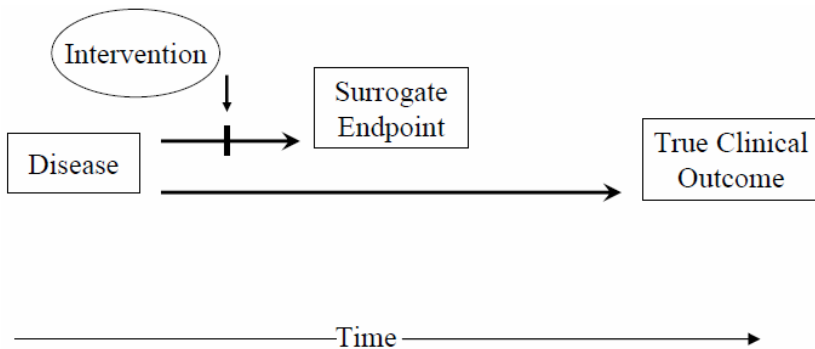 Intervention
Surrogate
Endpoint
Disease
True Clinical
Outcome
Time